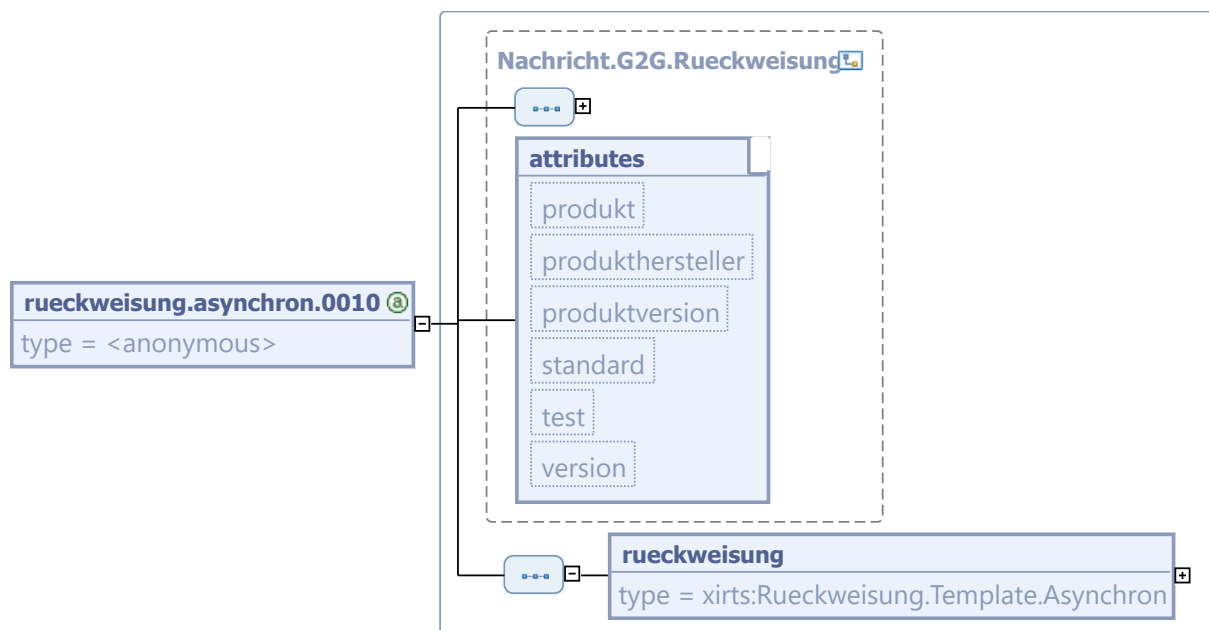 Nachricht.G2G.Rueckweisung
attributes
produkt
produkthersteller
produktversion
standard
test
version
rueckweisung.asynchron.0010
type = <anonymous>
rueckweisung
type = xirts:Rueckweisung.Template.Asynchron